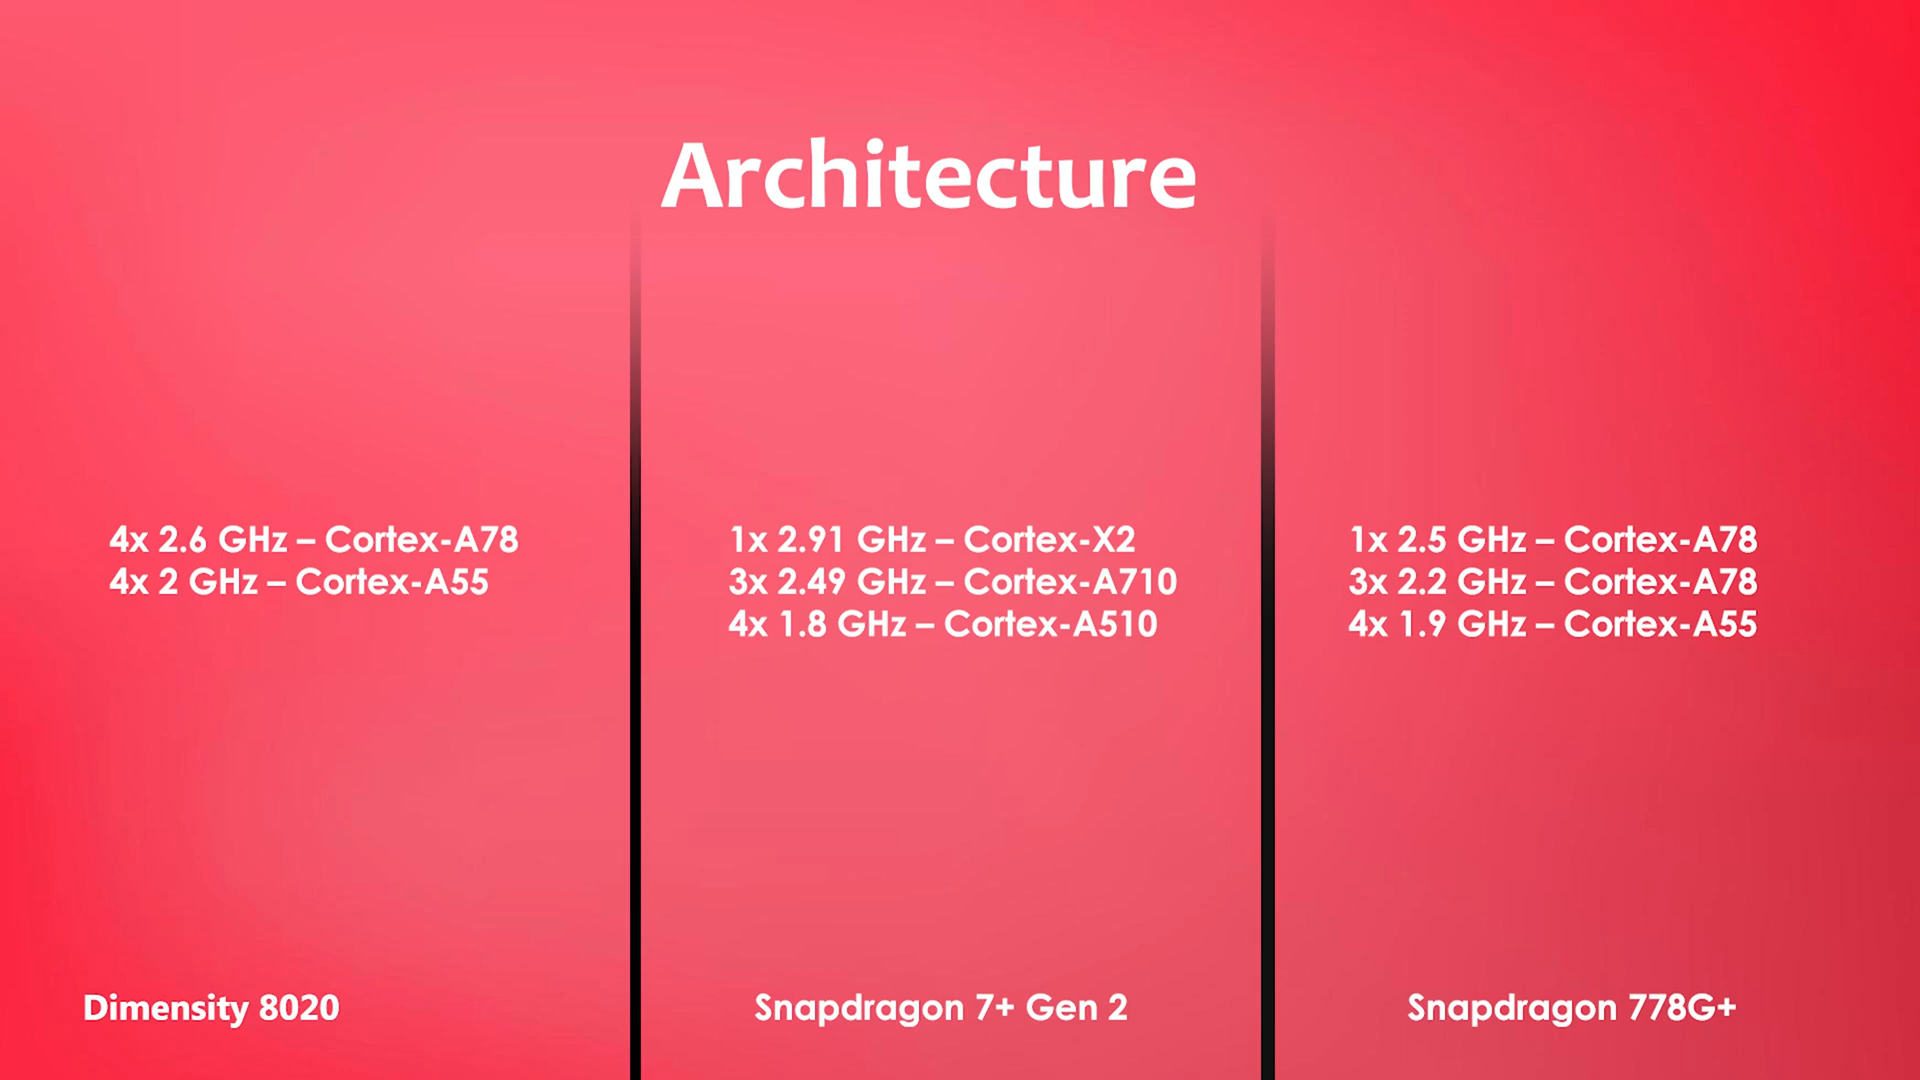 Architecture
4x 2.6 GHz – Cortex-A78
4x 2 GHz – Cortex-A55
1x 2.91 GHz – Cortex-X2
3x 2.49 GHz – Cortex-A710
4x 1.8 GHz – Cortex-A510
1x 2.5 GHz – Cortex-A78
3x 2.2 GHz – Cortex-A78
4x 1.9 GHz – Cortex-A55
Dimensity 8020
Snapdragon 7+ Gen 2
Snapdragon 778G+